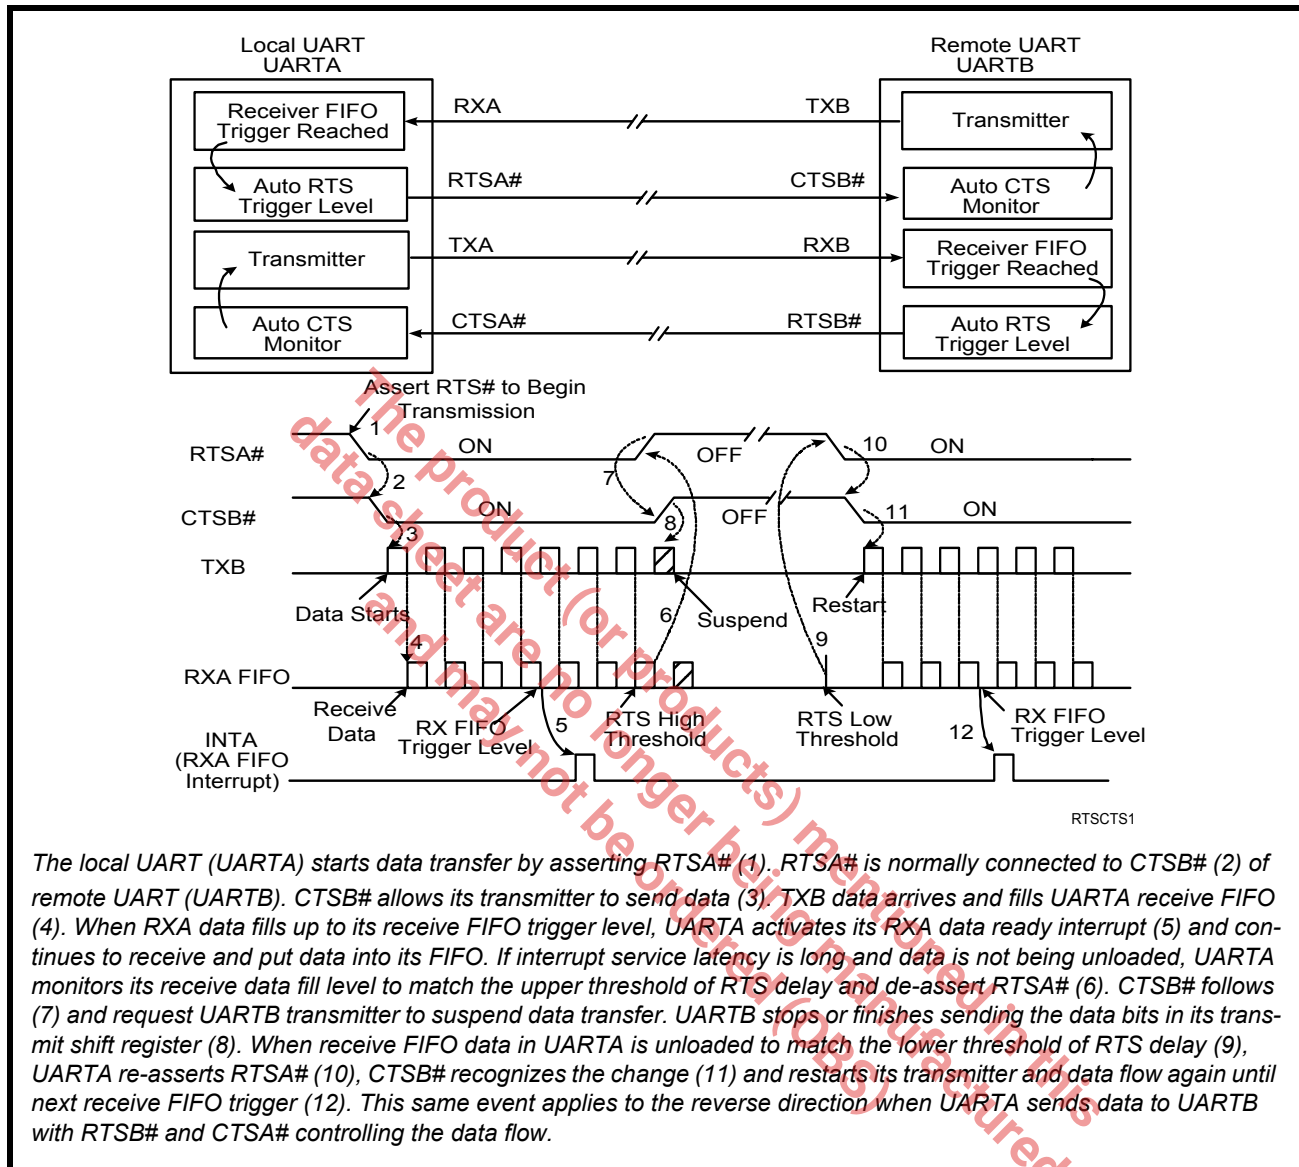 Local UART
UARTA
Remote UART
UARTB
Receiver FIFO
Trigger Reached
RXA
TXB
Transmitter
Auto RTS
Trigger Level
RTSA#
CTSB#
Auto CTS
Monitor
Transmitter
TXA
RXB
Receiver FIFO
Trigger Reached
Auto CTS
Monitor
CTSA#
RTSB#
Auto RTS
Trigger Level
Assert RTS# to Begin
Transmission
RTSA#
1
ON
7
OFF
10
ON
2
CTSB#
ON
8
OFF
11
ON
3
TXB
Data Starts
6
Suspend
Restart
4
9
RXA FIFO
Receive
Data
RX FIFO
Trigger Level
5
RTS High
Threshold
RTS Low
Threshold
12
RX FIFO
Trigger Level
INTA
(RXA FIFO
Interrupt)
RTSCTS1
The local UART (UARTA) starts data transfer by asserting RTSA# (1). RTSA# is normally connected to CTSB# (2) of
remote UART (UARTB). CTSB# allows its transmitter to send data (3). TXB data arrives and fills UARTA receive FIFO
(4). When RXA data fills up to its receive FIFO trigger level, UARTA activates its RXA data ready interrupt (5) and con-
tinues to receive and put data into its FIFO. If interrupt service latency is long and data is not being unloaded, UARTA
monitors its receive data fill level to match the upper threshold of RTS delay and de-assert RTSA# (6). CTSB# follows
(7) and request UARTB transmitter to suspend data transfer. UARTB stops or finishes sending the data bits in its trans-
mit shift register (8). When receive FIFO data in UARTA is unloaded to match the lower threshold of RTS delay (9),
UARTA re-asserts RTSA# (10), CTSB# recognizes the change (11) and restarts its transmitter and data flow again until
next receive FIFO trigger (12). This same event applies to the reverse direction when UARTA sends data to UARTB
with RTSB# and CTSA# controlling the data flow.
The product (or products) mentioned in this
data sheet are no longer being manufactured
and may not be ordered (OBS)